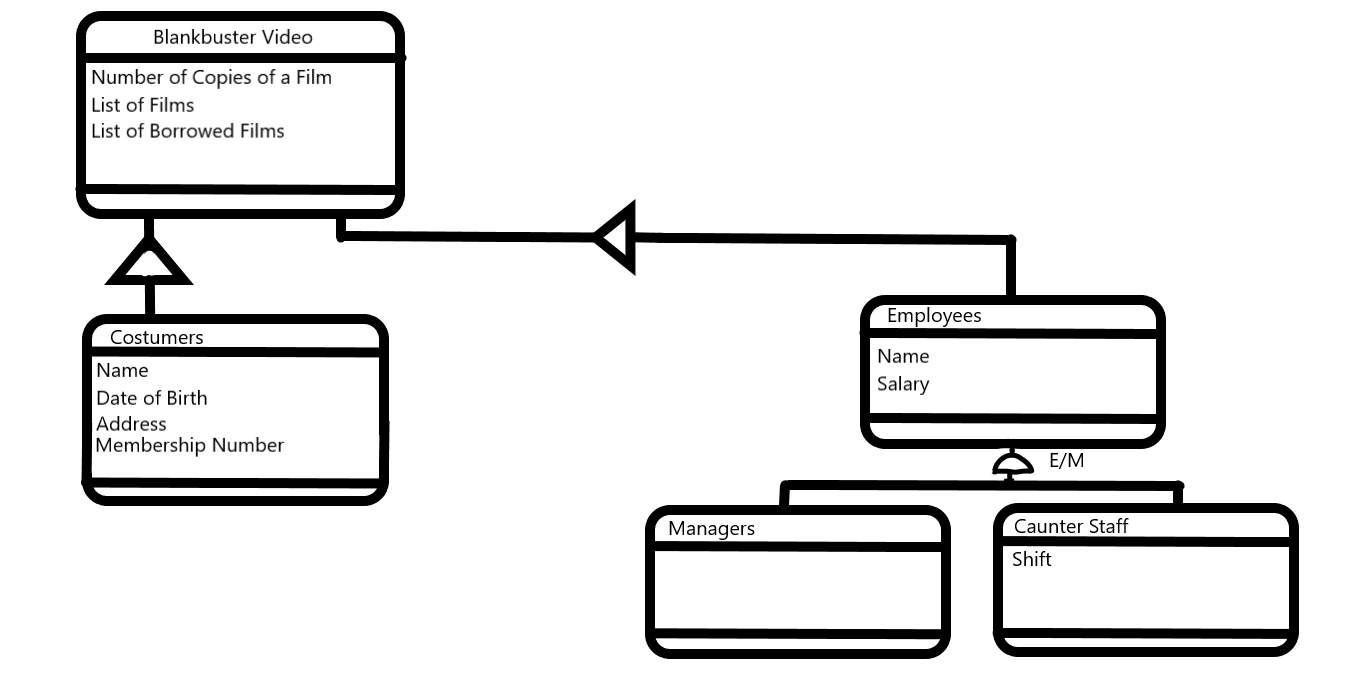 Blankbuster Video
Number of Copies of a Film
List of Films
List of Borrowed Films
Costumers
Name
Date of Birth
Address
Membership Number
Employees
Name
Salary
E/M
Managers
Caunter Staff
Shift